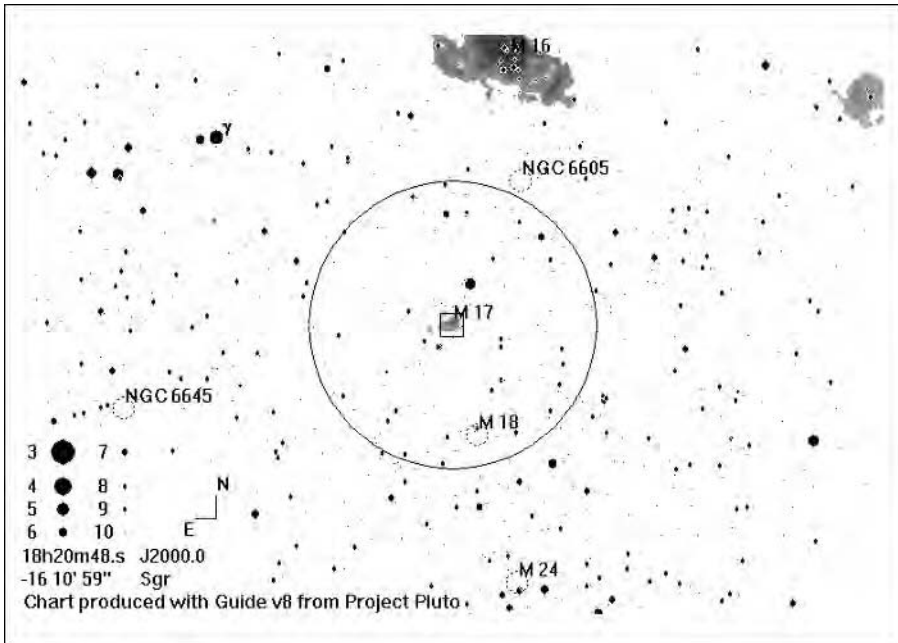 M 16
γ
NGC 6605
M 17
NGC 6645
M 18
3 7
4 8
5 9
6 10
N
E
18h20m48.s J2000.0
-16 10' 59" Sgr
M 24
Chart produced with Guide v8 from Project Pluto